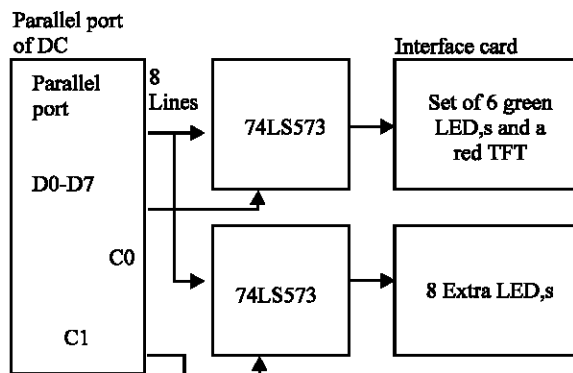 Parallel port
of DC
Parallel
port
8
Lines
D0-D7
C0
C1
74LS573
74LS573
Interface card
Set of 6 green
LED,s and a
red TFT
8 Extra LED,s